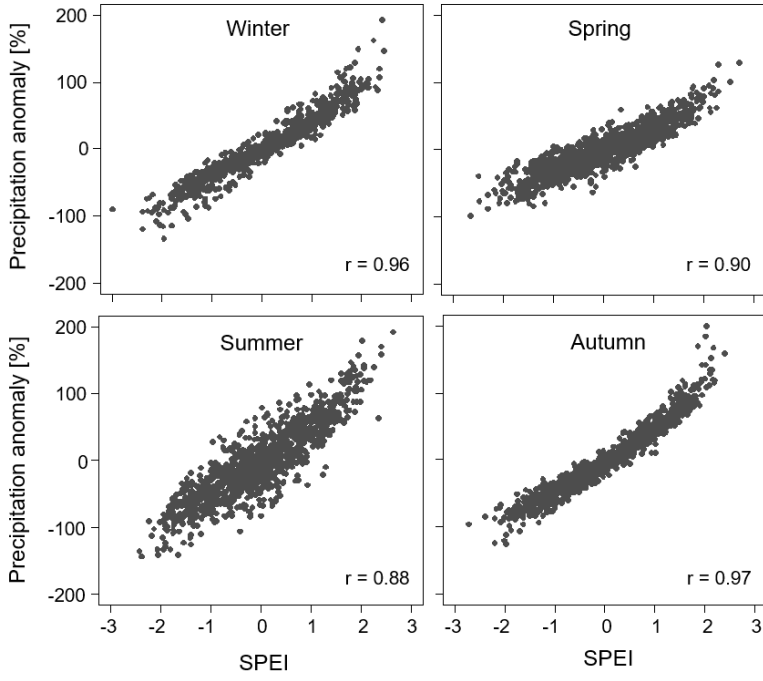 Precipitation anomaly [%]
200
100
0
-100
-200
Winter
r = 0.96
Spring
r = 0.90
Precipitation anomaly [%]
200
100
0
-100
-200
Summer
r = 0.88
Autumn
r = 0.97
-3 -2 -1 0 1 2 3
-3 -2 -1 0 1 2 3
SPEI
SPEI